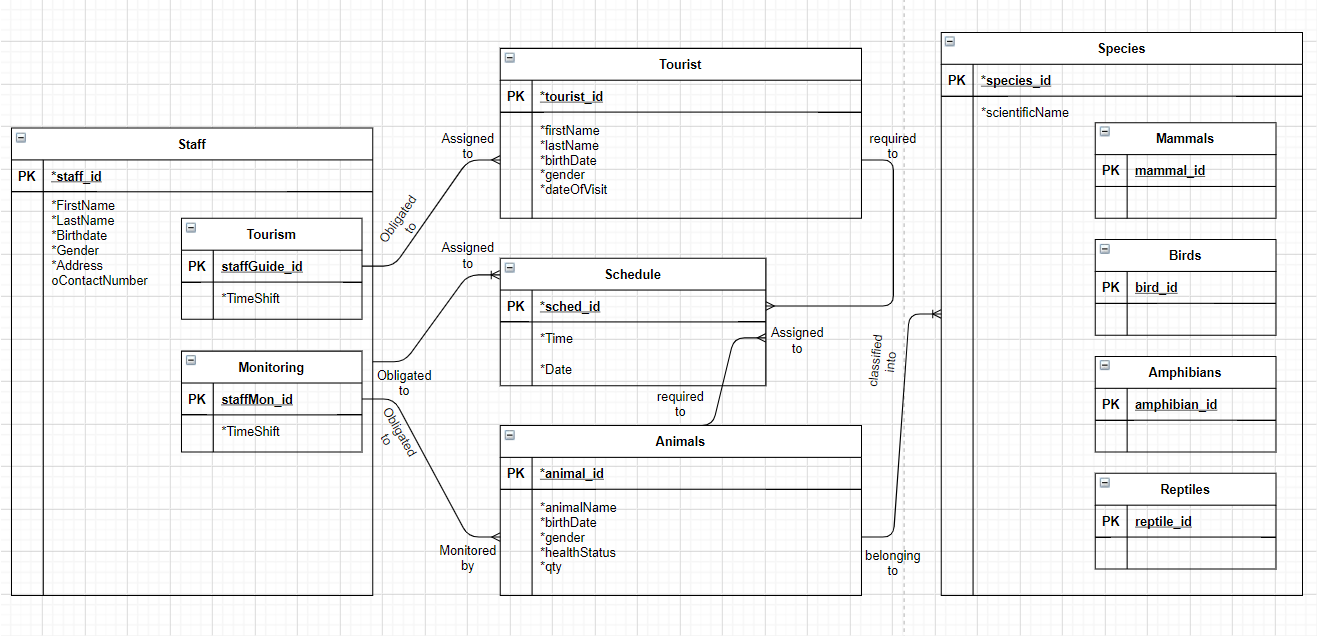 Staff
PK *staff_id
*FirstName
*LastName
*Birthdate
*Gender
*Address
oContactNumber
Tourism
PK staffGuide_id
*TimeShift
Monitoring
PK staffMon_id
*TimeShift
Obligated
to
Assigned
to
Assigned
to
Obligated
to
Obligated
to
Monitored
by
Tourist
PK *tourist_id
*firstName
*lastName
*birthDate
*gender
*dateOfVisit
required
to
Schedule
PK *sched_id
*Time
*Date
Assigned
to
required
to
Animals
PK *animal_id
*animalName
*birthDate
*gender
*healthStatus
*qty
classified
into
belonging
to
Species
PK *species_id
*scientificName
Mammals
PK mammal_id
Birds
PK bird_id
Amphibians
PK amphibian_id
Reptiles
PK reptile_id